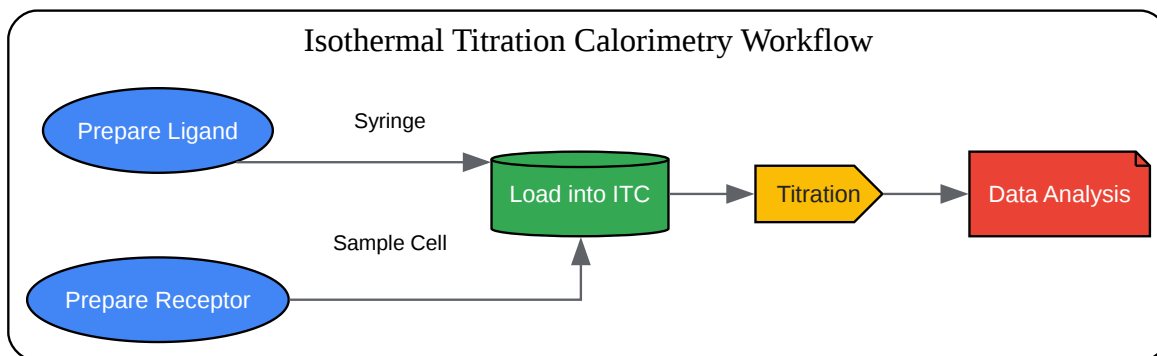 Isothermal Titration Calorimetry Workflow
Prepare Ligand
Syringe
Load into ITC
Titration
Data Analysis
Sample Cell
Prepare Receptor